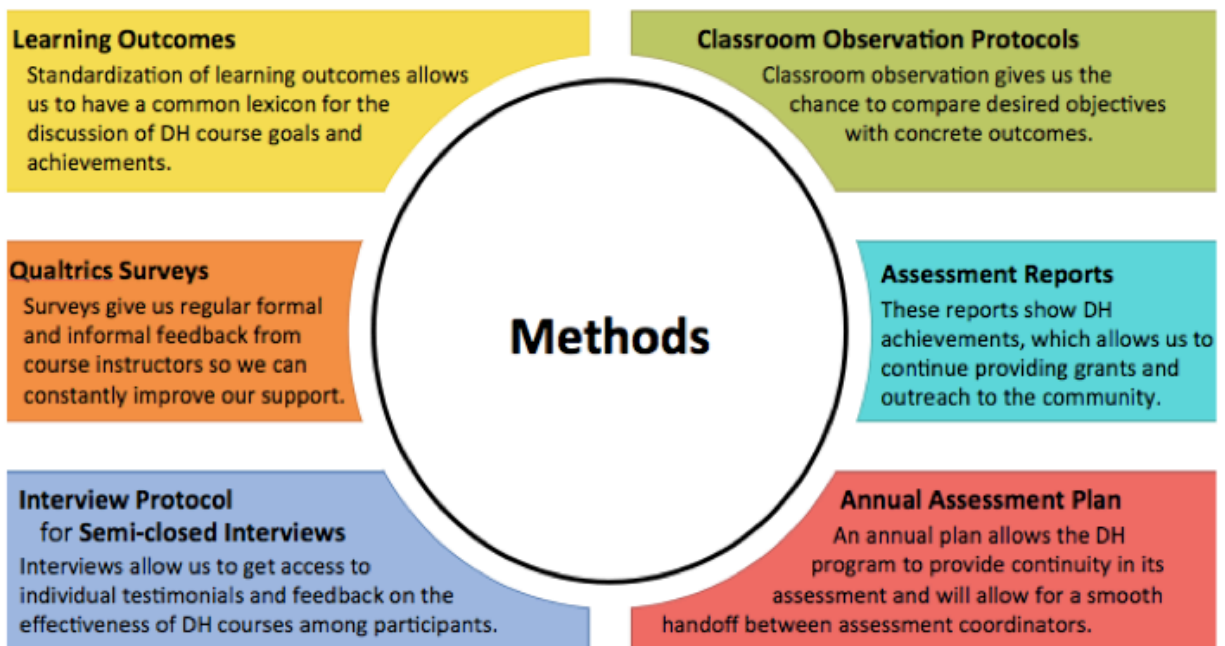 Learning Outcomes
Standardization of learning outcomes allows
us to have a common lexicon for the
discussion of DH course goals and
achievements.
Classroom Observation Protocols
Classroom observation gives us the
chance to compare desired objectives
with concrete outcomes.
Qualtrics Surveys
Surveys give us regular formal
and informal feedback from
course instructors so we can
constantly improve our support.
Methods
Assessment Reports
These reports show DH
achievements, which allows us to
continue providing grants and
outreach to the community.
Interview Protocol
for Semi-closed Interviews
Interviews allow us to get access to
individual testimonials and feedback on the
effectiveness of DH courses among participants.
Annual Assessment Plan
An annual plan allows the DH
program to provide continuity in its
assessment and will allow for a smooth
handoff between assessment coordinators.